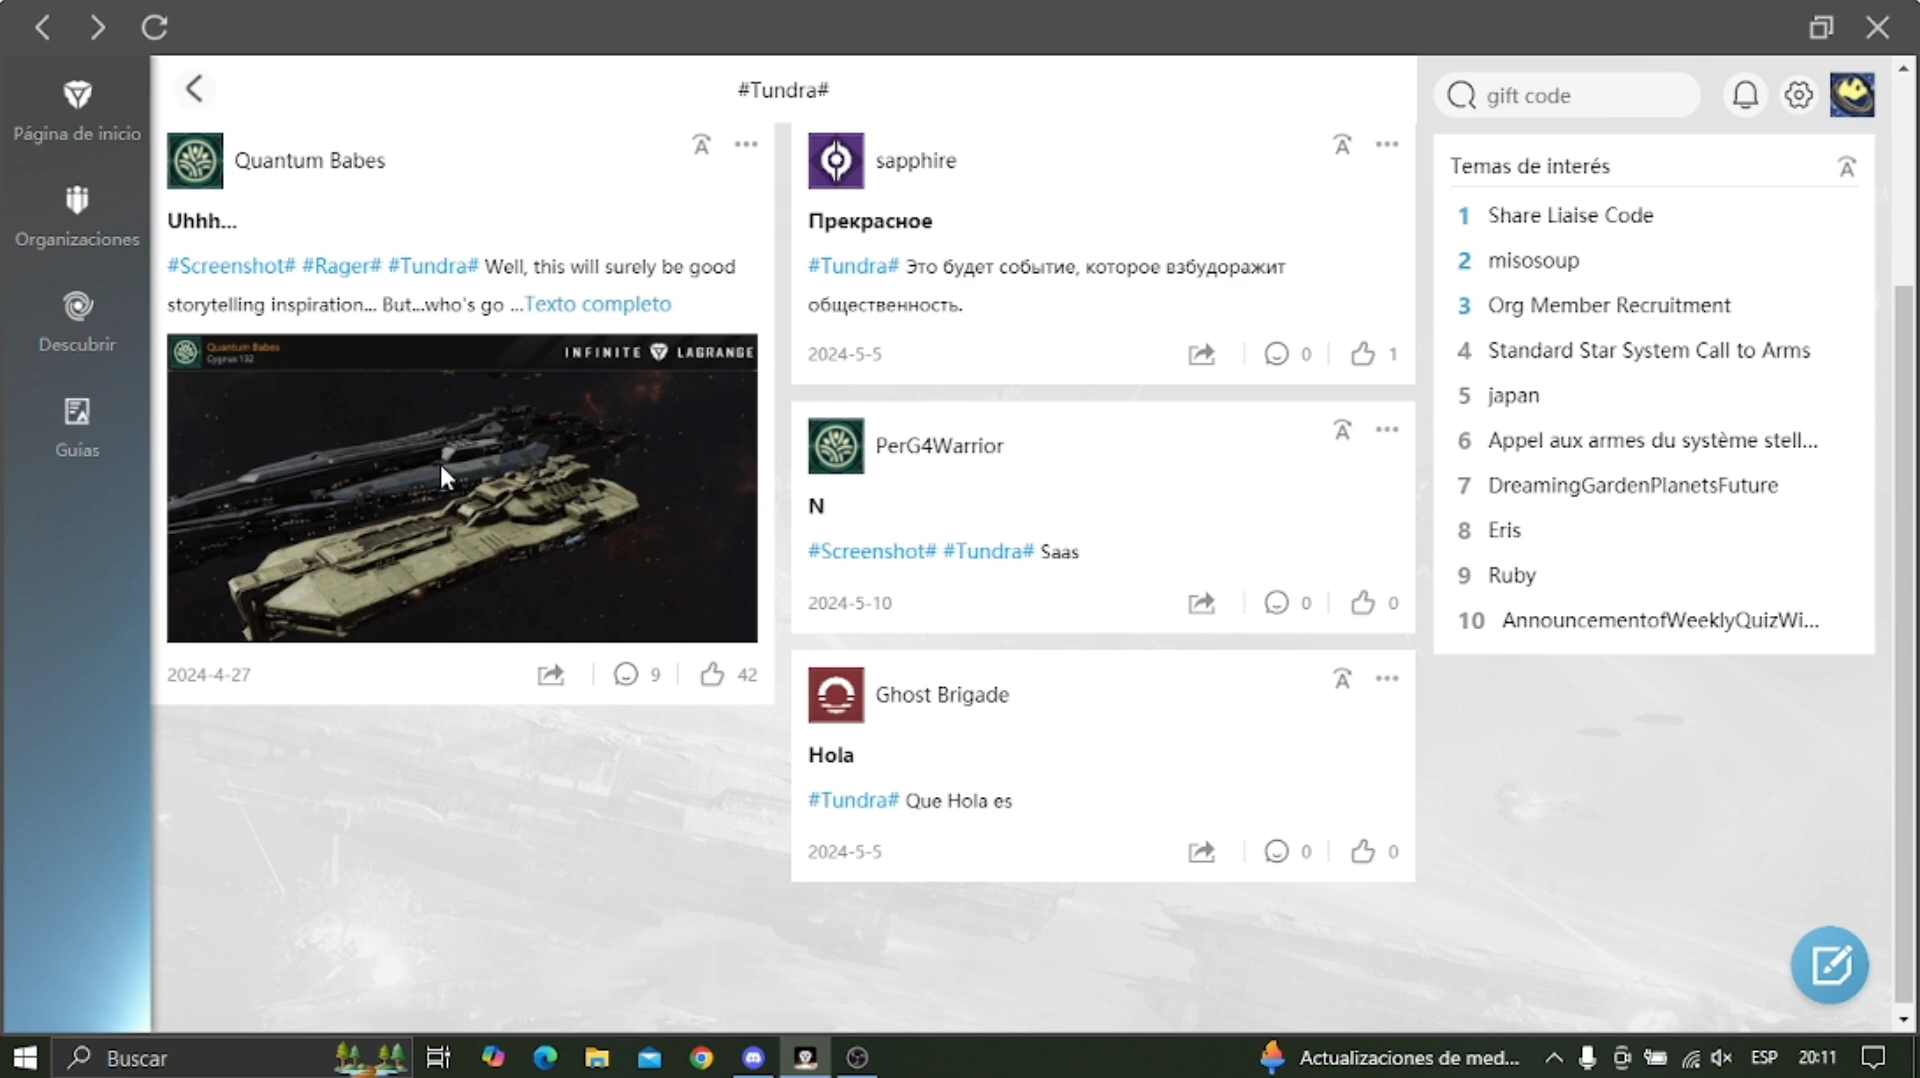 #Tundra#
gift code
Página de inicio
Organizaciones
Descubrir
Guías
Quantum Babes
Uhhh...
#Screenshot# #Rager# #Tundra# Well, this will surely be good
storytelling inspiration... But...who's go ...Texto completo
Quantum Babes
Cygnus 132
INFINITE LAGRANGE
2024-4-27
9
42
sapphire
Прекрасное
#Tundra# Это будет событие, которое взбудоражит
общественность.
2024-5-5
0
1
PerG4Warrior
N
#Screenshot# #Tundra# Saas
2024-5-10
0
0
Ghost Brigade
Hola
#Tundra# Que Hola es
2024-5-5
0
0
Temas de interés
1 Share Liaise Code
2 misosoup
3 Org Member Recruitment
4 Standard Star System Call to Arms
5 japan
6 Appel aux armes du système stell...
7 DreamingGardenPlanetsFuture
8 Eris
9 Ruby
10 AnnouncementofWeeklyQuizWi...
Buscar
Actualizaciones de med...
ESP
20:11